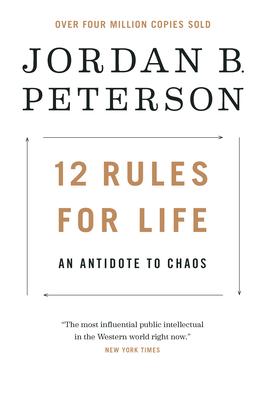 OVER FOUR MILLION COPIES SOLD
JORDAN B.
PETERSON
12 RULES
FOR LIFE
AN ANTIDOTE TO CHAOS
“The most influential public intellectual
in the Western world right now.”
NEW YORK TIMES